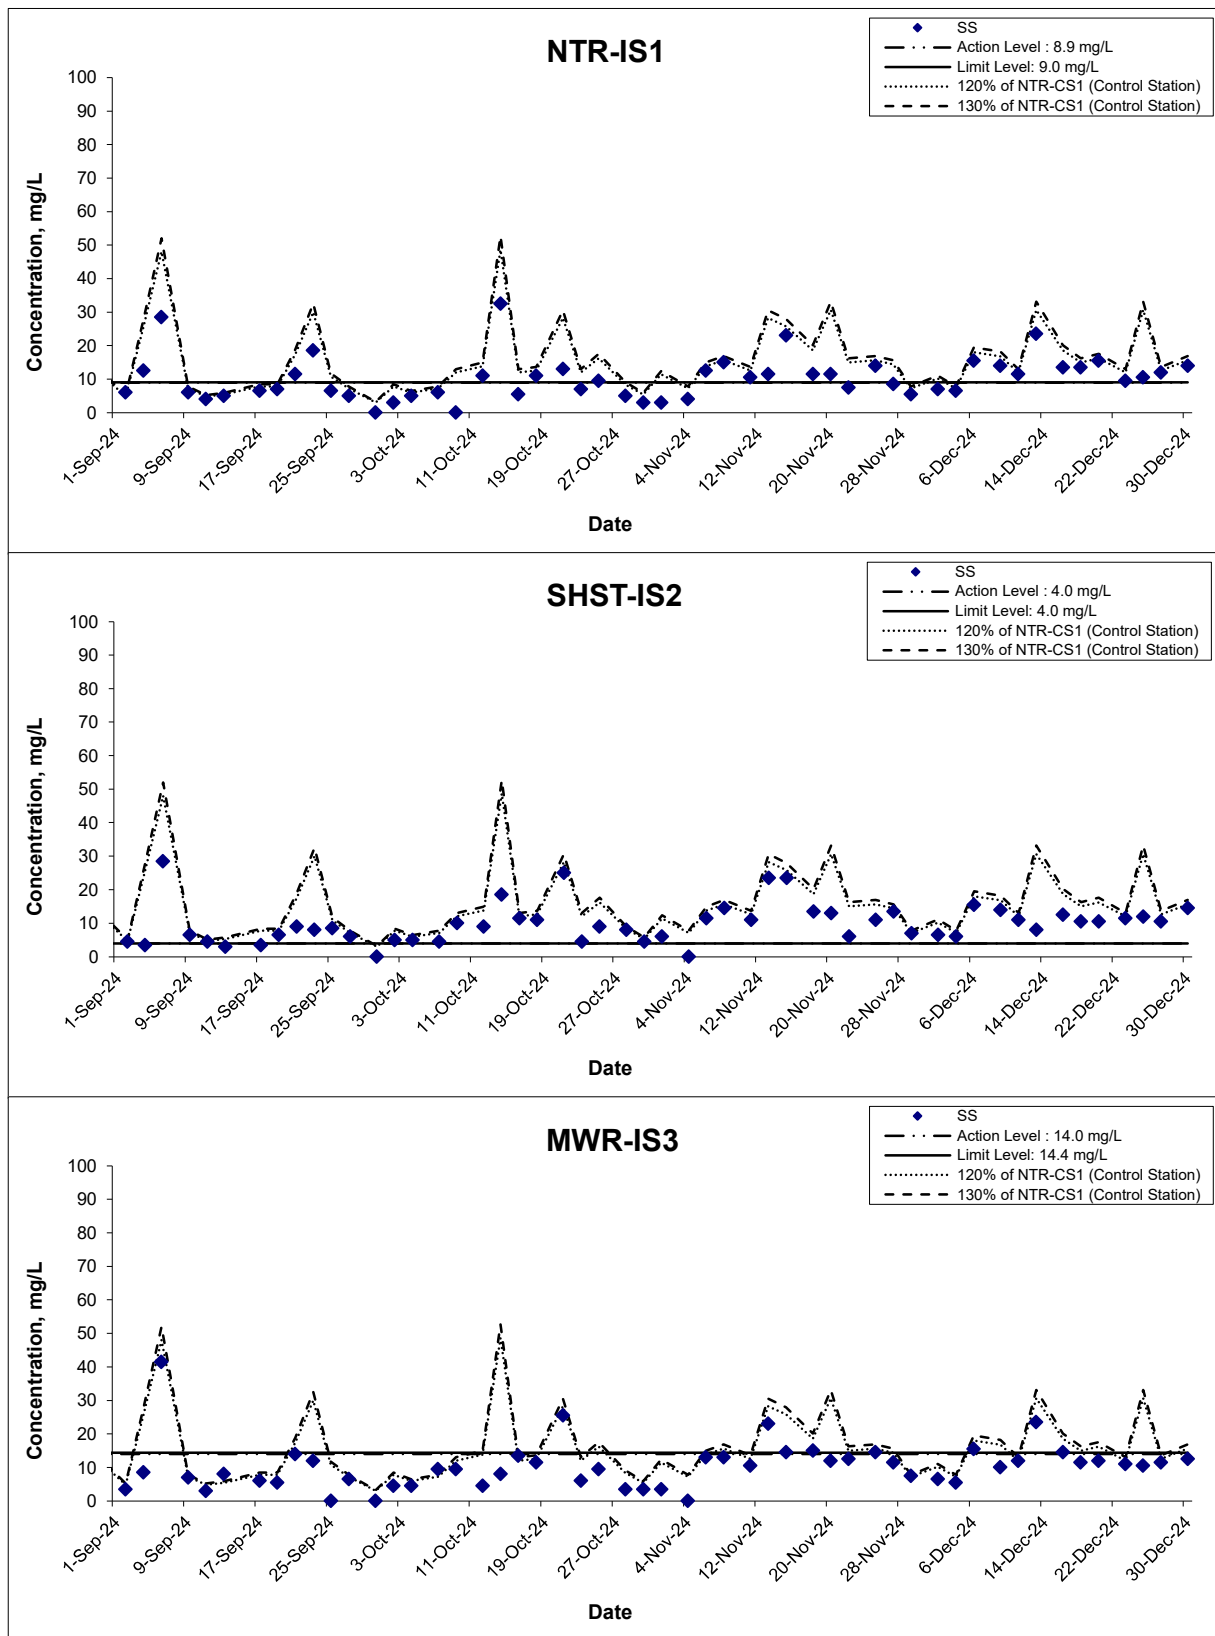 NTR-IS1
SS
Action Level : 8.9 mg/L
Limit Level: 9.0 mg/L
120% of NTR-CS1 (Control Station)
130% of NTR-CS1 (Control Station)
Concentration, mg/L
100
90
80
70
60
50
40
30
20
10
0
1-Sep-24
9-Sep-24
17-Sep-24
25-Sep-24
3-Oct-24
11-Oct-24
19-Oct-24
27-Oct-24
4-Nov-24
12-Nov-24
20-Nov-24
28-Nov-24
6-Dec-24
14-Dec-24
22-Dec-24
30-Dec-24
Date
SHST-IS2
SS
Action Level : 4.0 mg/L
Limit Level: 4.0 mg/L
120% of NTR-CS1 (Control Station)
130% of NTR-CS1 (Control Station)
Concentration, mg/L
100
90
80
70
60
50
40
30
20
10
0
1-Sep-24
9-Sep-24
17-Sep-24
25-Sep-24
3-Oct-24
11-Oct-24
19-Oct-24
27-Oct-24
4-Nov-24
12-Nov-24
20-Nov-24
28-Nov-24
6-Dec-24
14-Dec-24
22-Dec-24
30-Dec-24
Date
MWR-IS3
SS
Action Level : 14.0 mg/L
Limit Level: 14.4 mg/L
120% of NTR-CS1 (Control Station)
130% of NTR-CS1 (Control Station)
Concentration, mg/L
100
90
80
70
60
50
40
30
20
10
0
1-Sep-24
9-Sep-24
17-Sep-24
25-Sep-24
3-Oct-24
11-Oct-24
19-Oct-24
27-Oct-24
4-Nov-24
12-Nov-24
20-Nov-24
28-Nov-24
6-Dec-24
14-Dec-24
22-Dec-24
30-Dec-24
Date